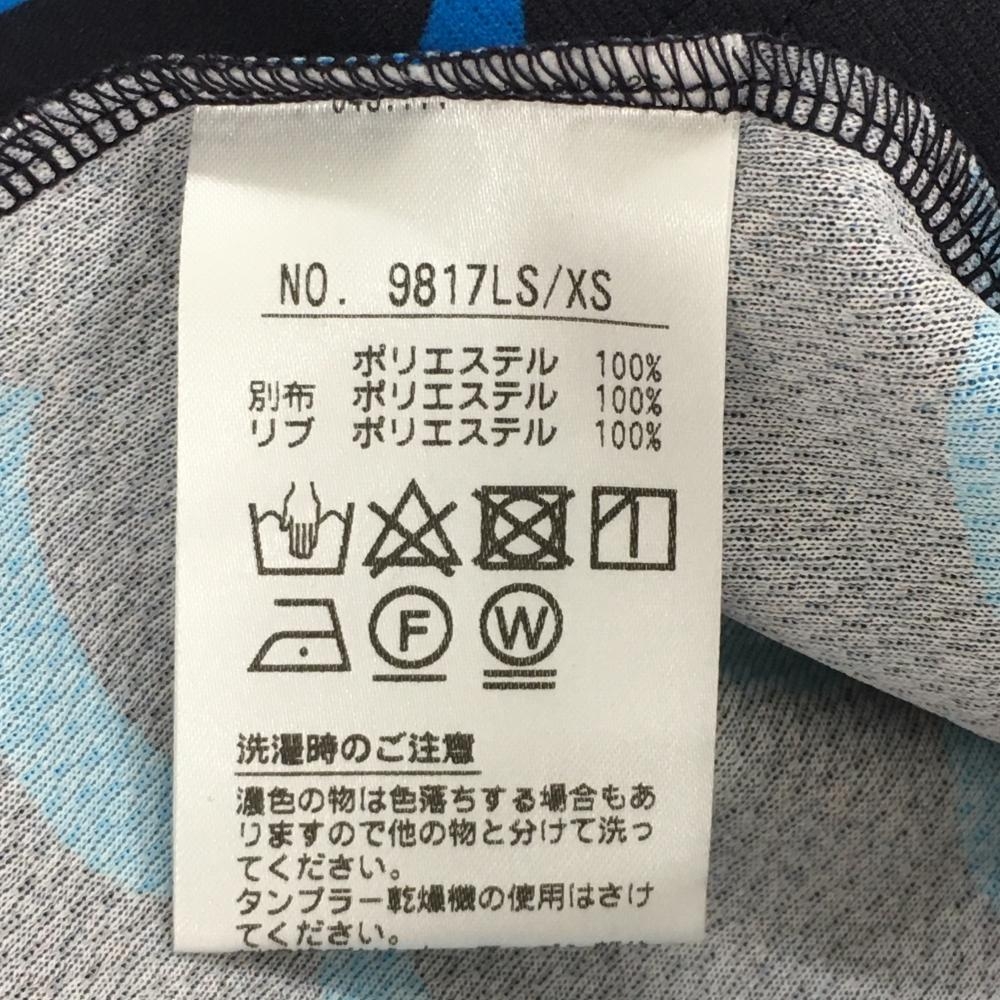 NO. 9817LS/XS
ポリエステル 100%
別布 ポリエステル 100%
リブ ポリエステル 100%
F W
洗濯時のご注意
濃色の物は色落ちする場合もあ
りますので他の物と分けて洗っ
てください。
タンブラー乾燥機の使用はさけ
てください。